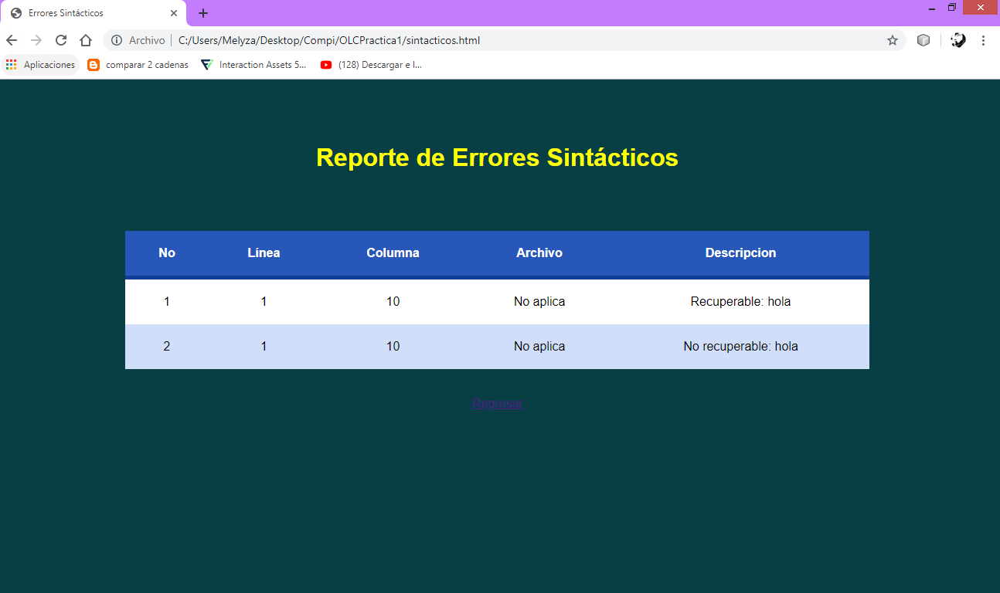 Errores Sintácticos
Archivo C:/Users/Melyza/Desktop/Compi/OLCPractica1/sintacticos.html
Aplicaciones comparar 2 cadenas Interaction Assets 5... (128) Descargar e I...
Reporte de Errores Sintácticos
No Línea Columna Archivo Descripcion
1 1 10 No aplica Recuperable: hola
2 1 10 No aplica No recuperable: hola
Regresar